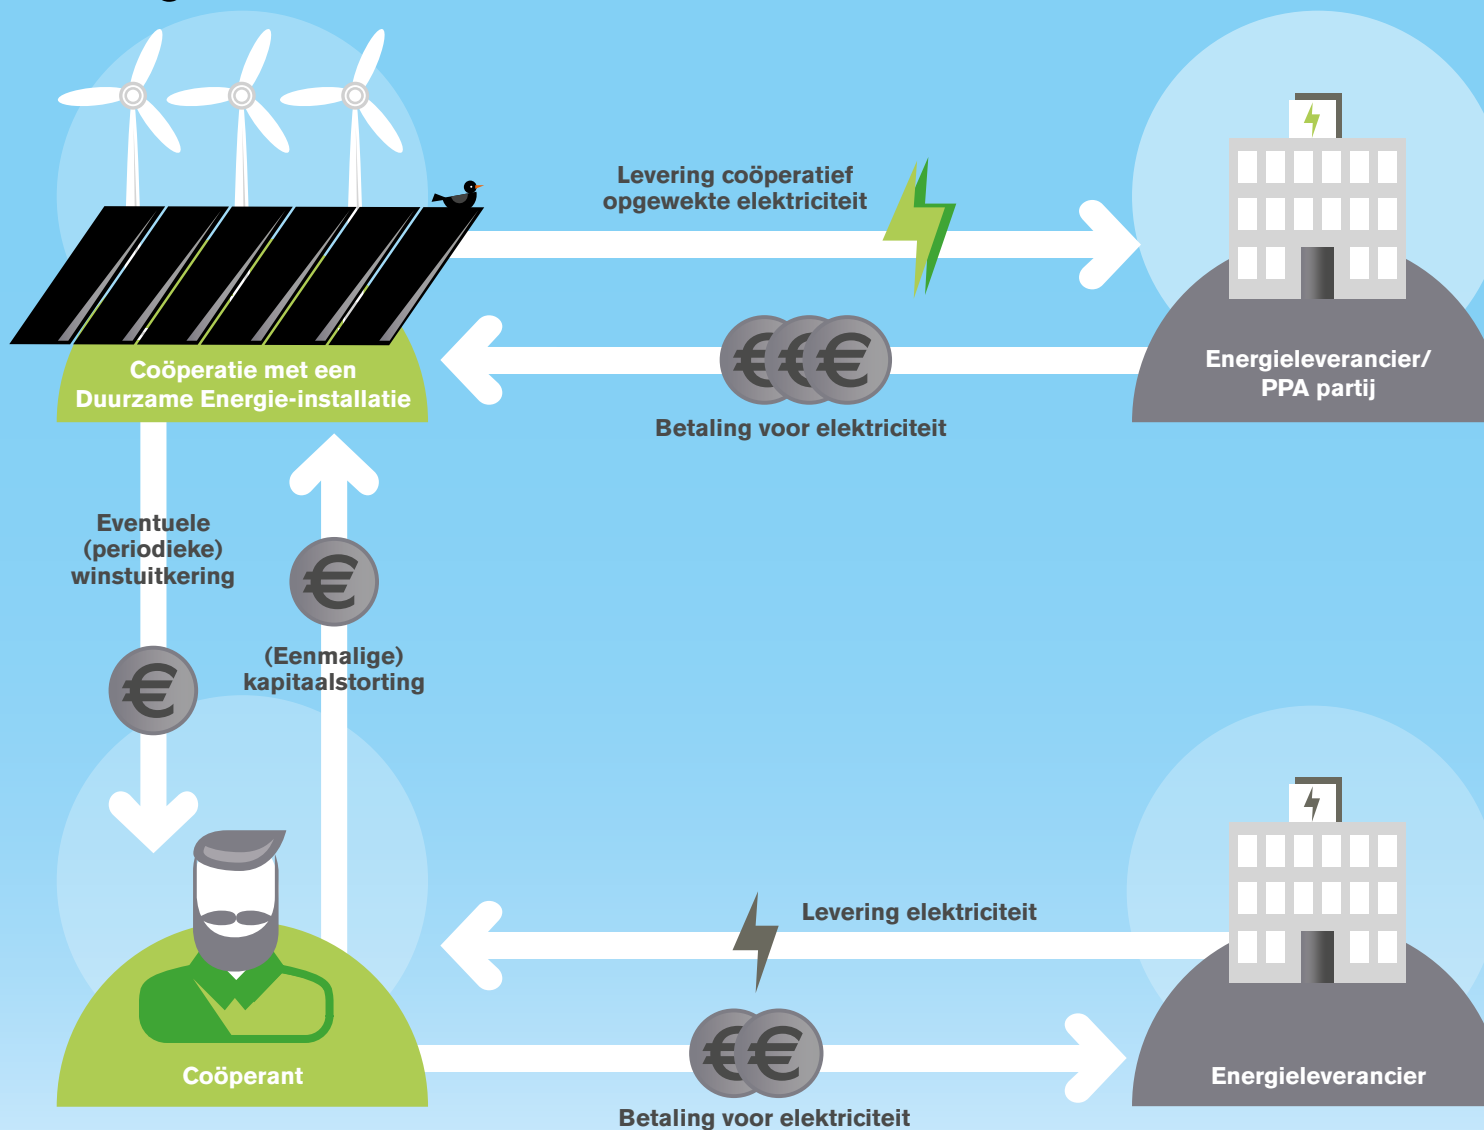 Levering coöperatief
opgewekte elektriciteit
Coöperatie met een
Duurzame Energie-installatie
Energieleverancier/
PPA partij
Betaling voor elektriciteit
Eventuele
(periodieke)
winstuitkering
(Eenmalige)
kapitaalstorting
Levering elektriciteit
Coöperant
Energieleverancier
Betaling voor elektriciteit